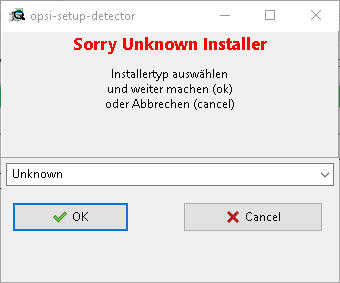 opsi-setup-detector
Sorry Unknown Installer
Installertyp auswählen
und weiter machen (ok)
oder Abbrechen (cancel)
Unknown
OK
Cancel